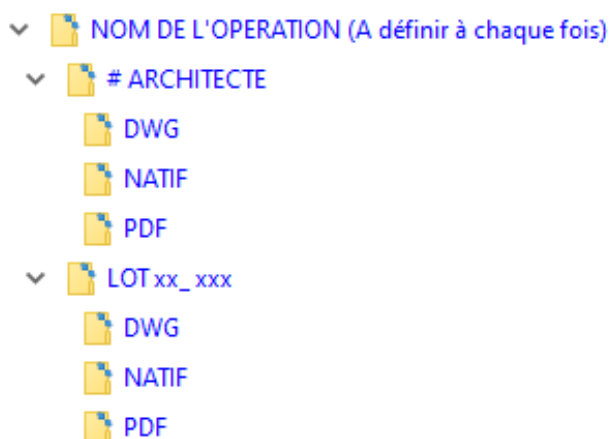 NOM DE L'OPERATION (A définir à chaque fois)
# ARCHITECTE
DWG
NATIF
PDF
LOT xx_ xxx
DWG
NATIF
PDF